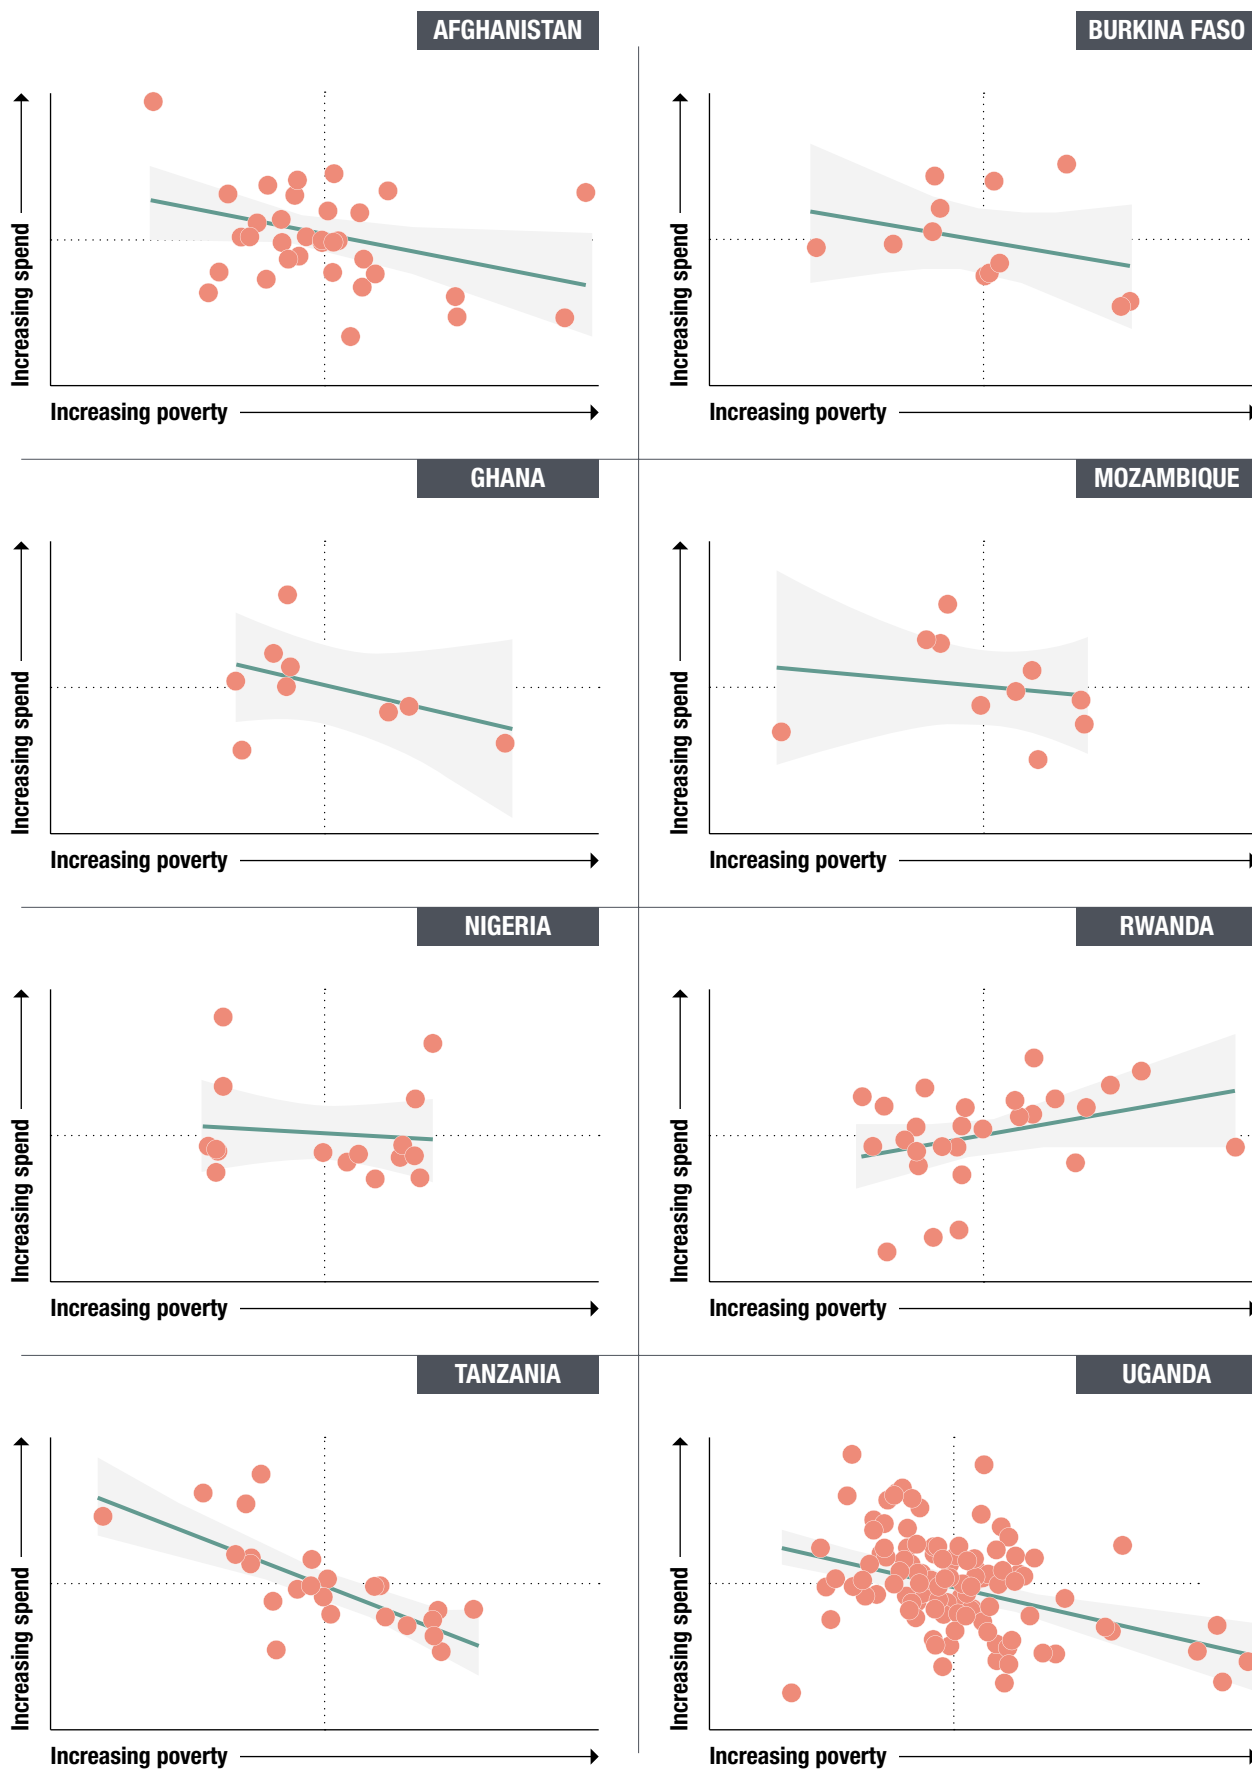 AFGHANISTAN
Increasing spend
Increasing poverty
BURKINA FASO
Increasing spend
Increasing poverty
GHANA
Increasing spend
Increasing poverty
MOZAMBIQUE
Increasing spend
Increasing poverty
NIGERIA
Increasing spend
Increasing poverty
RWANDA
Increasing spend
Increasing poverty
TANZANIA
Increasing spend
Increasing poverty
UGANDA
Increasing spend
Increasing poverty